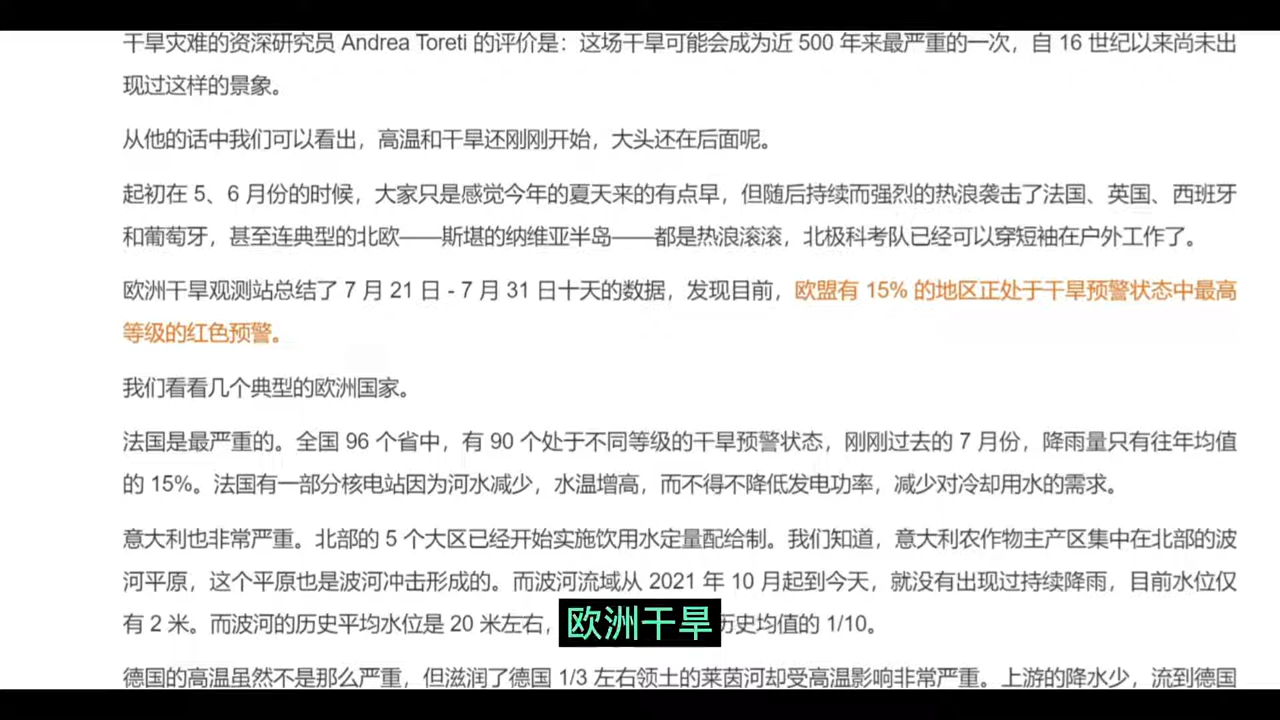 干旱灾难的资深研究员 Andrea Toreti 的评价是：这场干旱可能会成为近 500 年来最严重的一次，自 16 世纪以来尚未出
现过这样的景象。
从他的话中我们可以看出，高温和干旱还刚刚开始，大头还在后面呢。
起初在 5、6 月份的时候，大家只是感觉今年的夏天来的有点早，但随后持续而强烈的热浪袭击了法国、英国、西班牙
和葡萄牙，甚至连典型的北欧——斯堪的纳维亚半岛——都是热浪滚滚，北极科考队已经可以穿短袖在户外工作了。
欧洲干旱观测站总结了 7 月 21 日 - 7 月 31 日十天的数据，发现目前，欧盟有 15% 的地区正处于干旱预警状态中最高
等级的红色预警。
我们看看几个典型的欧洲国家。
法国是最严重的。全国 96 个省中，有 90 个处于不同等级的干旱预警状态，刚刚过去的 7 月份，降雨量只有往年均值
的 15%。法国有一部分核电站因为河水减少，水温增高，而不得不降低发电功率，减少对冷却用水的需求。
意大利也非常严重。北部的 5 个大区已经开始实施饮用水定量配给制。我们知道，意大利农作物主产区集中在北部的波
河平原，这个平原也是波河冲击形成的。而波河流域从 2021 年 10 月起到今天，就没有出现过持续降雨，目前水位仅
有 2 米。而波河的历史平均水位是 20 米左右，历史均值的 1/10。
欧洲干旱
德国的高温虽然不是那么严重，但滋润了德国 1/3 左右领土的莱茵河却受高温影响非常严重。上游的降水少，流到德国